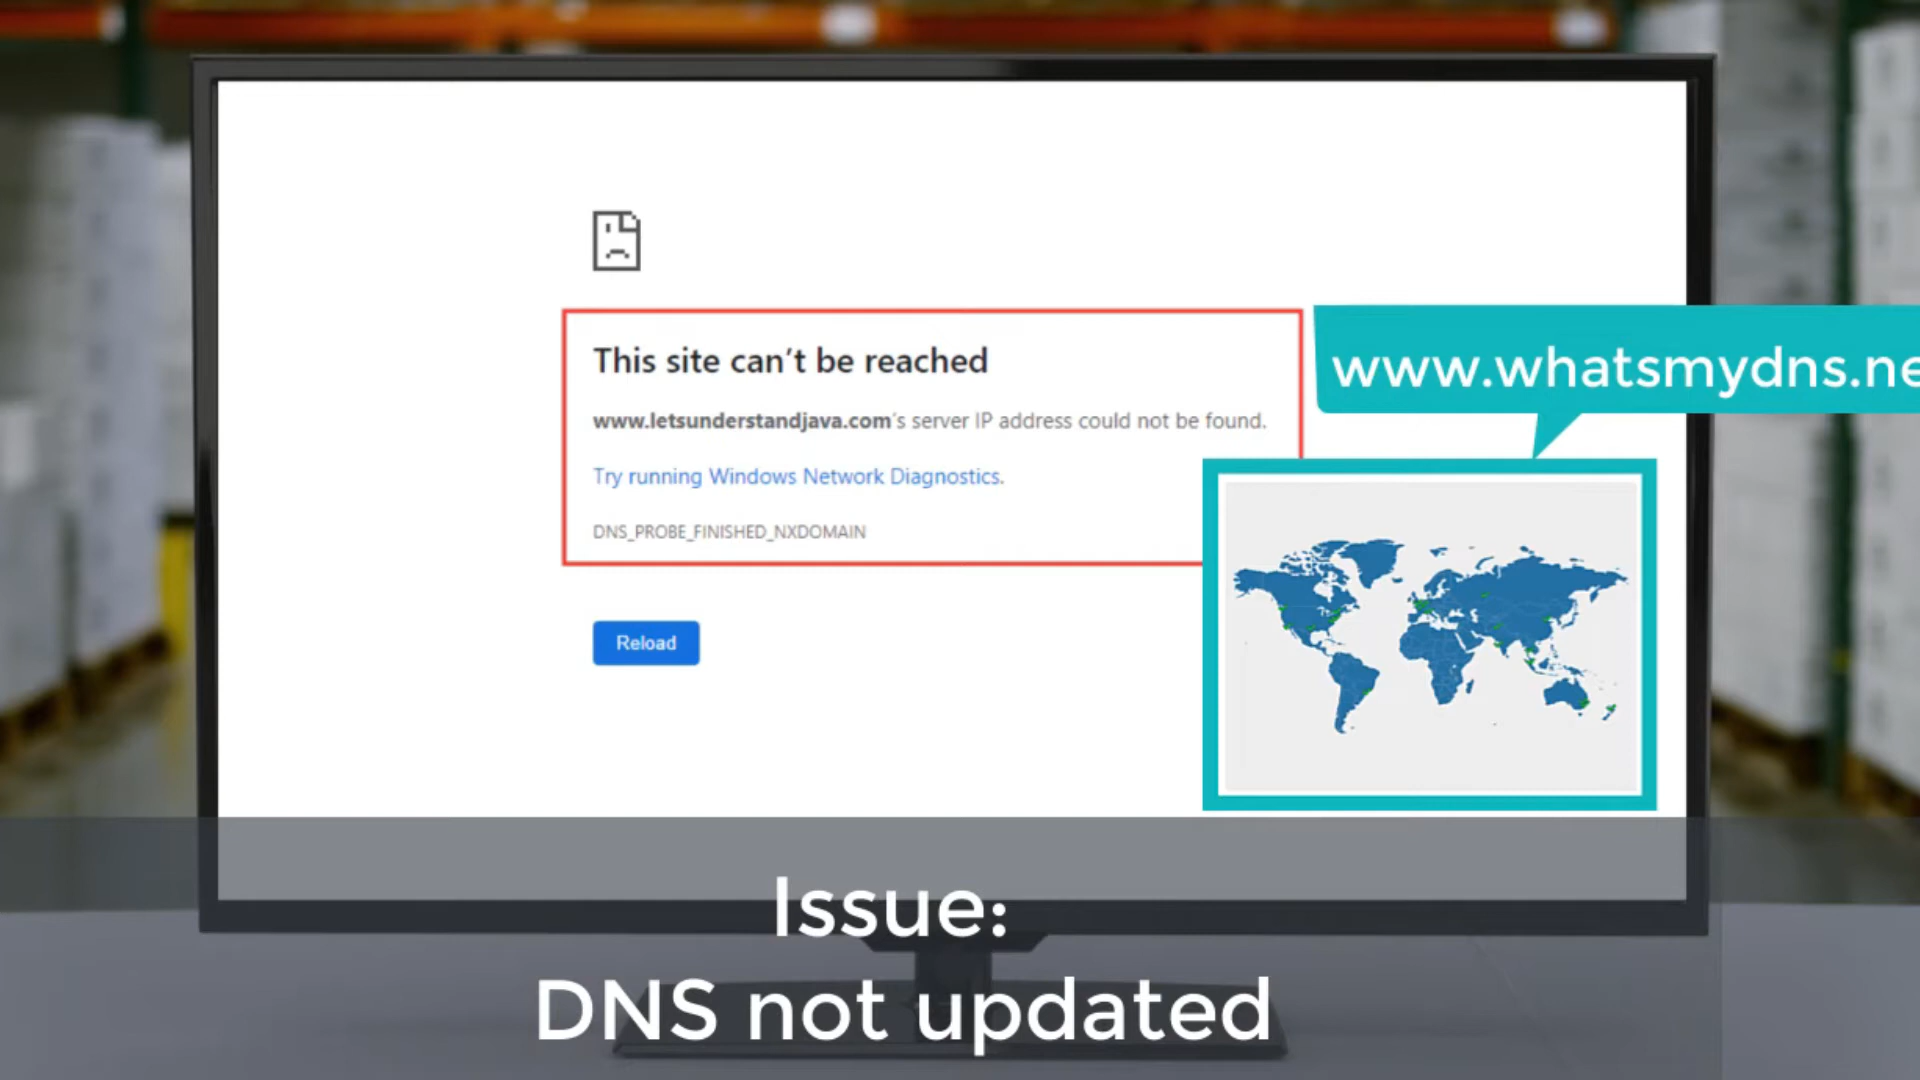 This site can't be reached
www.letsunderstandjava.com's server IP address could not be found.
Try running Windows Network Diagnostics.
DNS_PROBE_FINISHED_NXDOMAIN
Reload
www.whatsmydns.ne
Issue:
DNS not updated